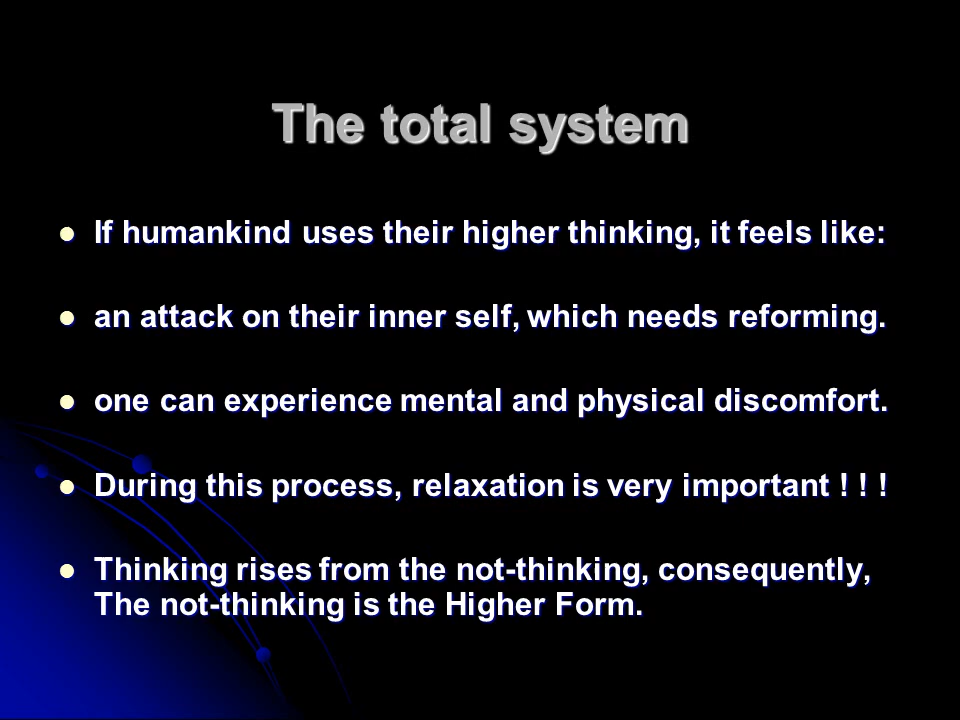 The total system
If humankind uses their higher thinking, it feels like:
an attack on their inner self, which needs reforming.
one can experience mental and physical discomfort.
During this process, relaxation is very important ! ! !
Thinking rises from the not-thinking, consequently,
The not-thinking is the Higher Form.